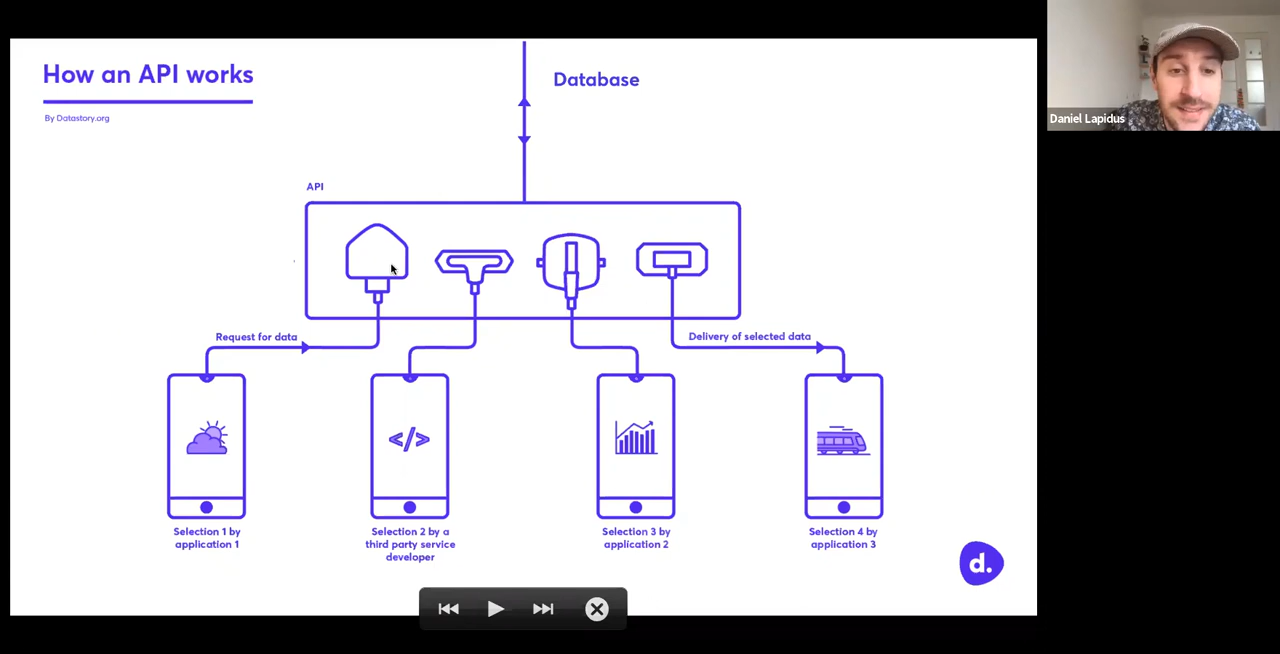 How an API works
By Datastory.org
Database
API
Request for data
Delivery of selected data
</>
Selection 1 by
application 1
Selection 2 by a
third party service
developer
Selection 3 by
application 2
Selection 4 by
application 3
d.
Daniel Lapidus